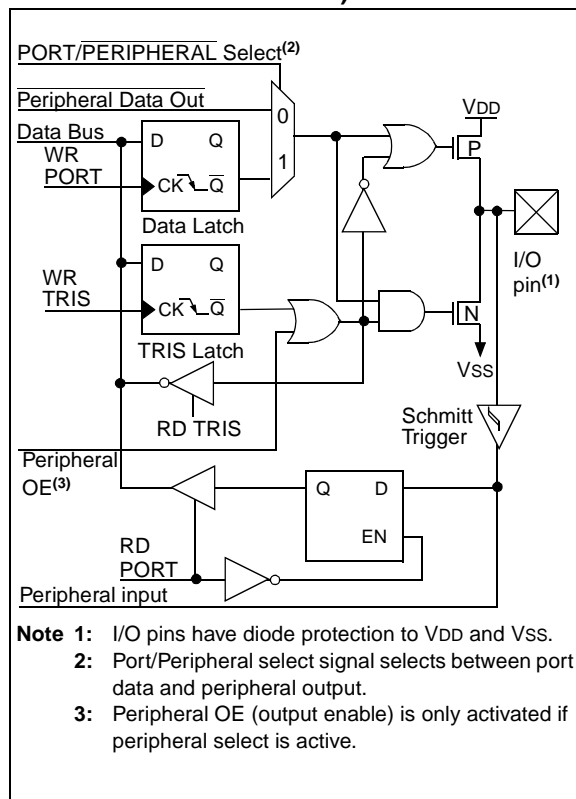 PORT/PERIPHERAL Select(2)
Peripheral Data Out
Data Bus
WR
PORT
D Q
CK Q
Data Latch
0
1
VDD
P
I/O
pin(1)
WR
TRIS
D Q
CK Q
TRIS Latch
N
VSS
RD TRIS
Schmitt
Trigger
Peripheral
OE(3)
Q D
EN
RD
PORT
Peripheral input
Note 1: I/O pins have diode protection to VDD and VSS.
2: Port/Peripheral select signal selects between port
data and peripheral output.
3: Peripheral OE (output enable) is only activated if
peripheral select is active.